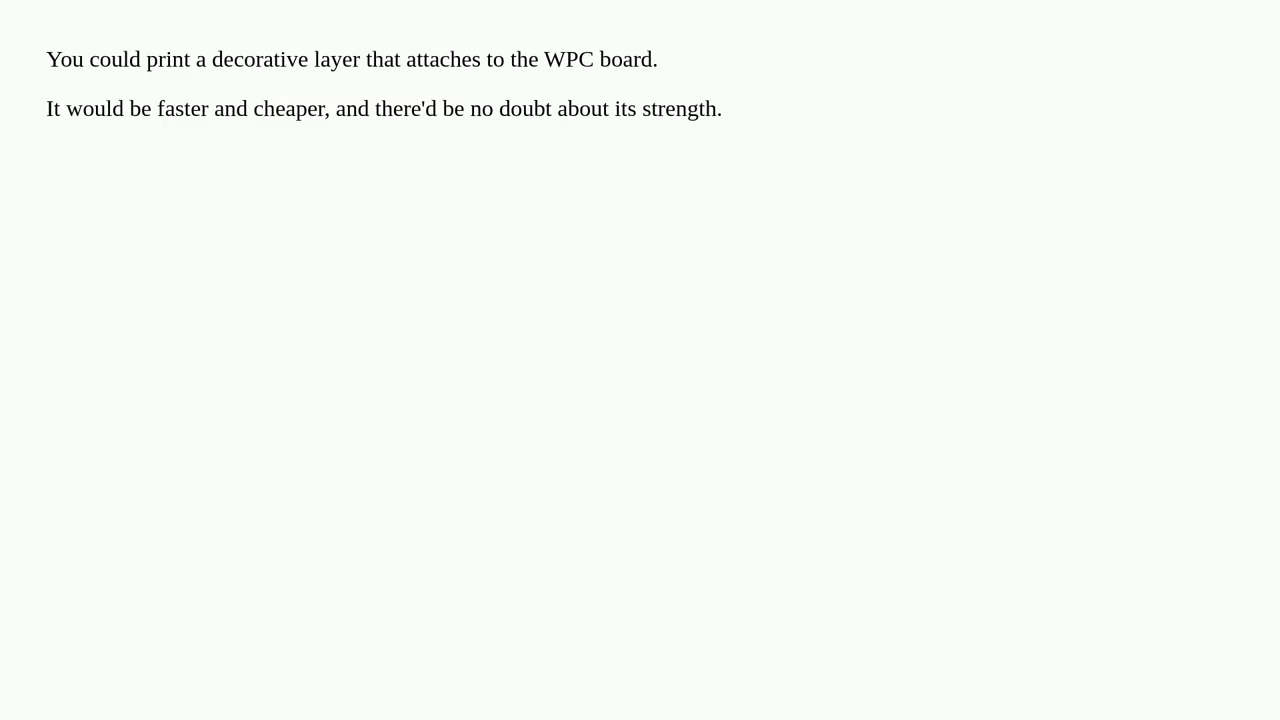 You could print a decorative layer that attaches to the WPC board.
It would be faster and cheaper, and there'd be no doubt about its strength.